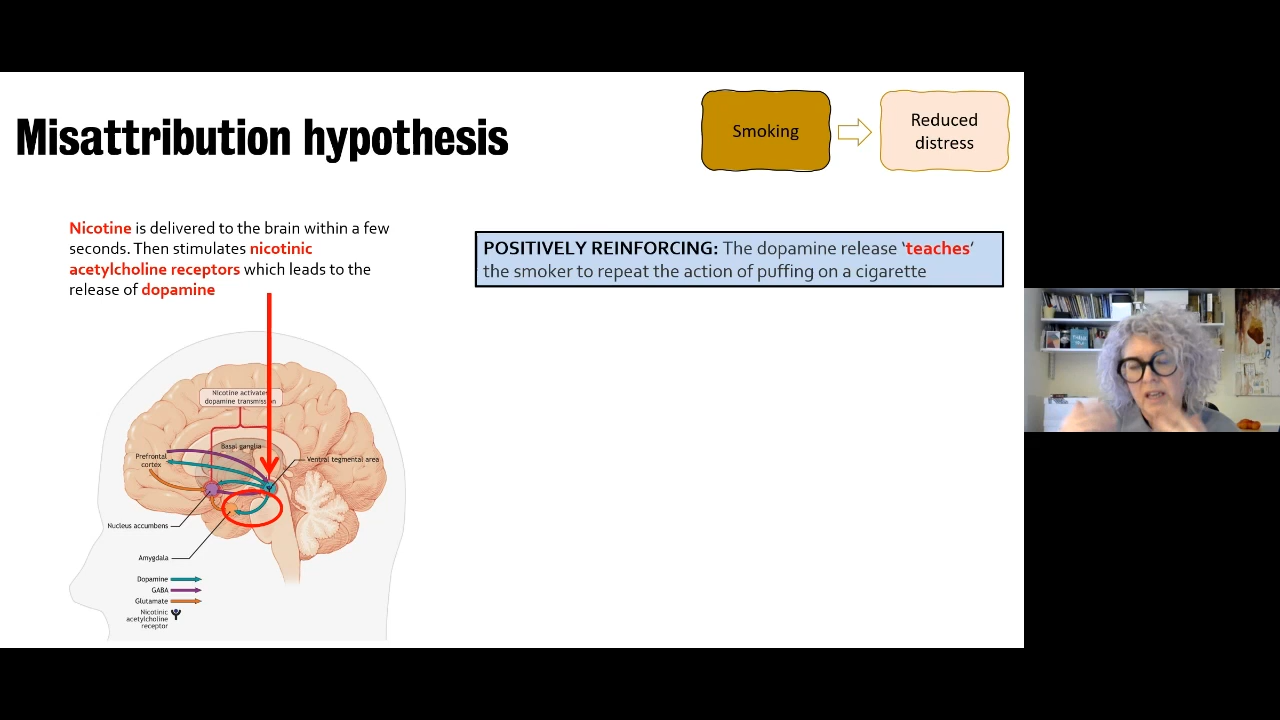 Misattribution hypothesis
Smoking
Reduced
distress
Nicotine is delivered to the brain within a few
seconds. Then stimulates nicotinic
acetylcholine receptors which leads to the
release of dopamine
POSITIVELY REINFORCING: The dopamine release ‘teaches’
the smoker to repeat the action of puffing on a cigarette
Nicotine activates
dopamine transmission
Basal ganglia
Prefrontal
cortex
Ventral tegmental area
Nucleus accumbens
Amygdala
Dopamine
GABA
Glutamate
Nicotinic
acetylcholine
receptor